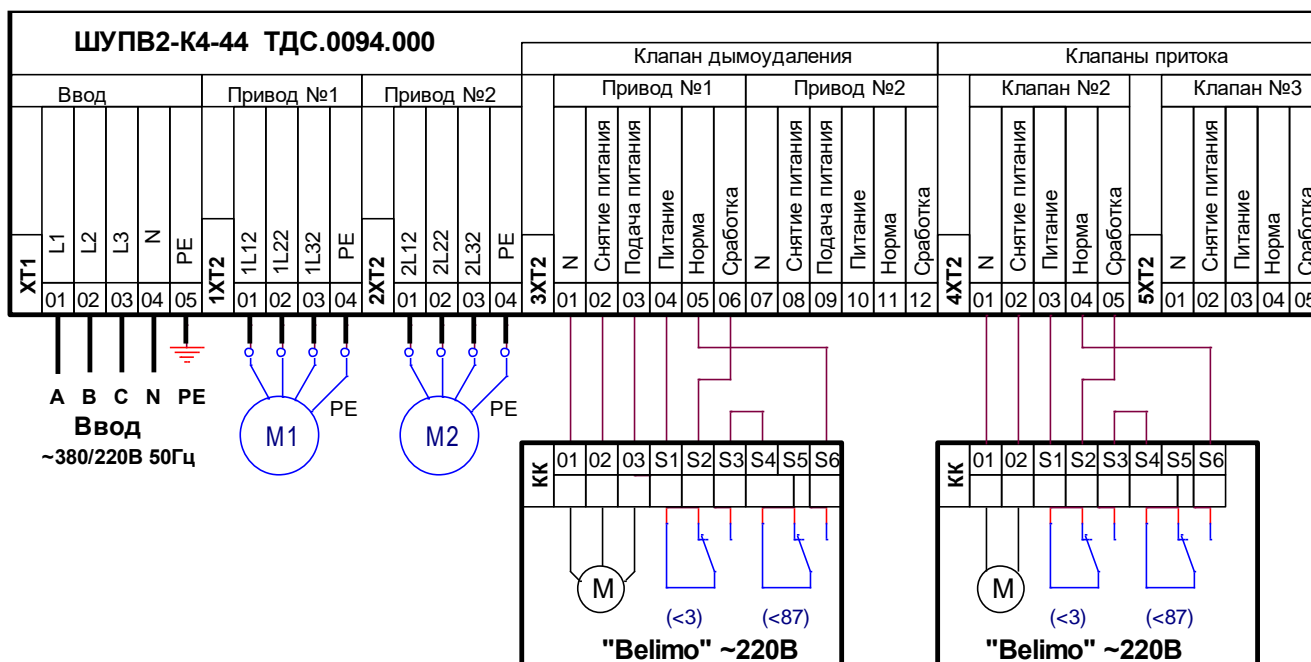 ШУПВ2-К4-44 ТДС.0094.000
Клапан дымоудаления
Клапаны притока
Ввод
Привод №1
Привод №2
Привод №1
Привод №2
Клапан №2
Клапан №3
XT1
L1
L2
L3
N
PE
1XT2
1L12
1L22
1L32
PE
2XT2
2L12
2L22
2L32
PE
3XT2
N
Снятие питания
Подача питания
Питание
Норма
Сработка
N
Снятие питания
Подача питания
Питание
Норма
Сработка
4XT2
N
Снятие питания
Питание
Норма
Сработка
5XT2
N
Снятие питания
Питание
Норма
Сработка
01 02 03 04 05
01 02 03 04
01 02 03 04
01 02 03 04 05 06 07 08 09 10 11 12
01 02 03 04 05
01 02 03 04 05
A B C N PE
Ввод
~380/220В 50Гц
M1
PE
M2
PE
КК
01 02 03 S1 S2 S3 S4 S5 S6
M
(<3)
(<87)
"Belimo" ~220В
КК
01 02 S1 S2 S3 S4 S5 S6
M
(<3)
(<87)
"Belimo" ~220В